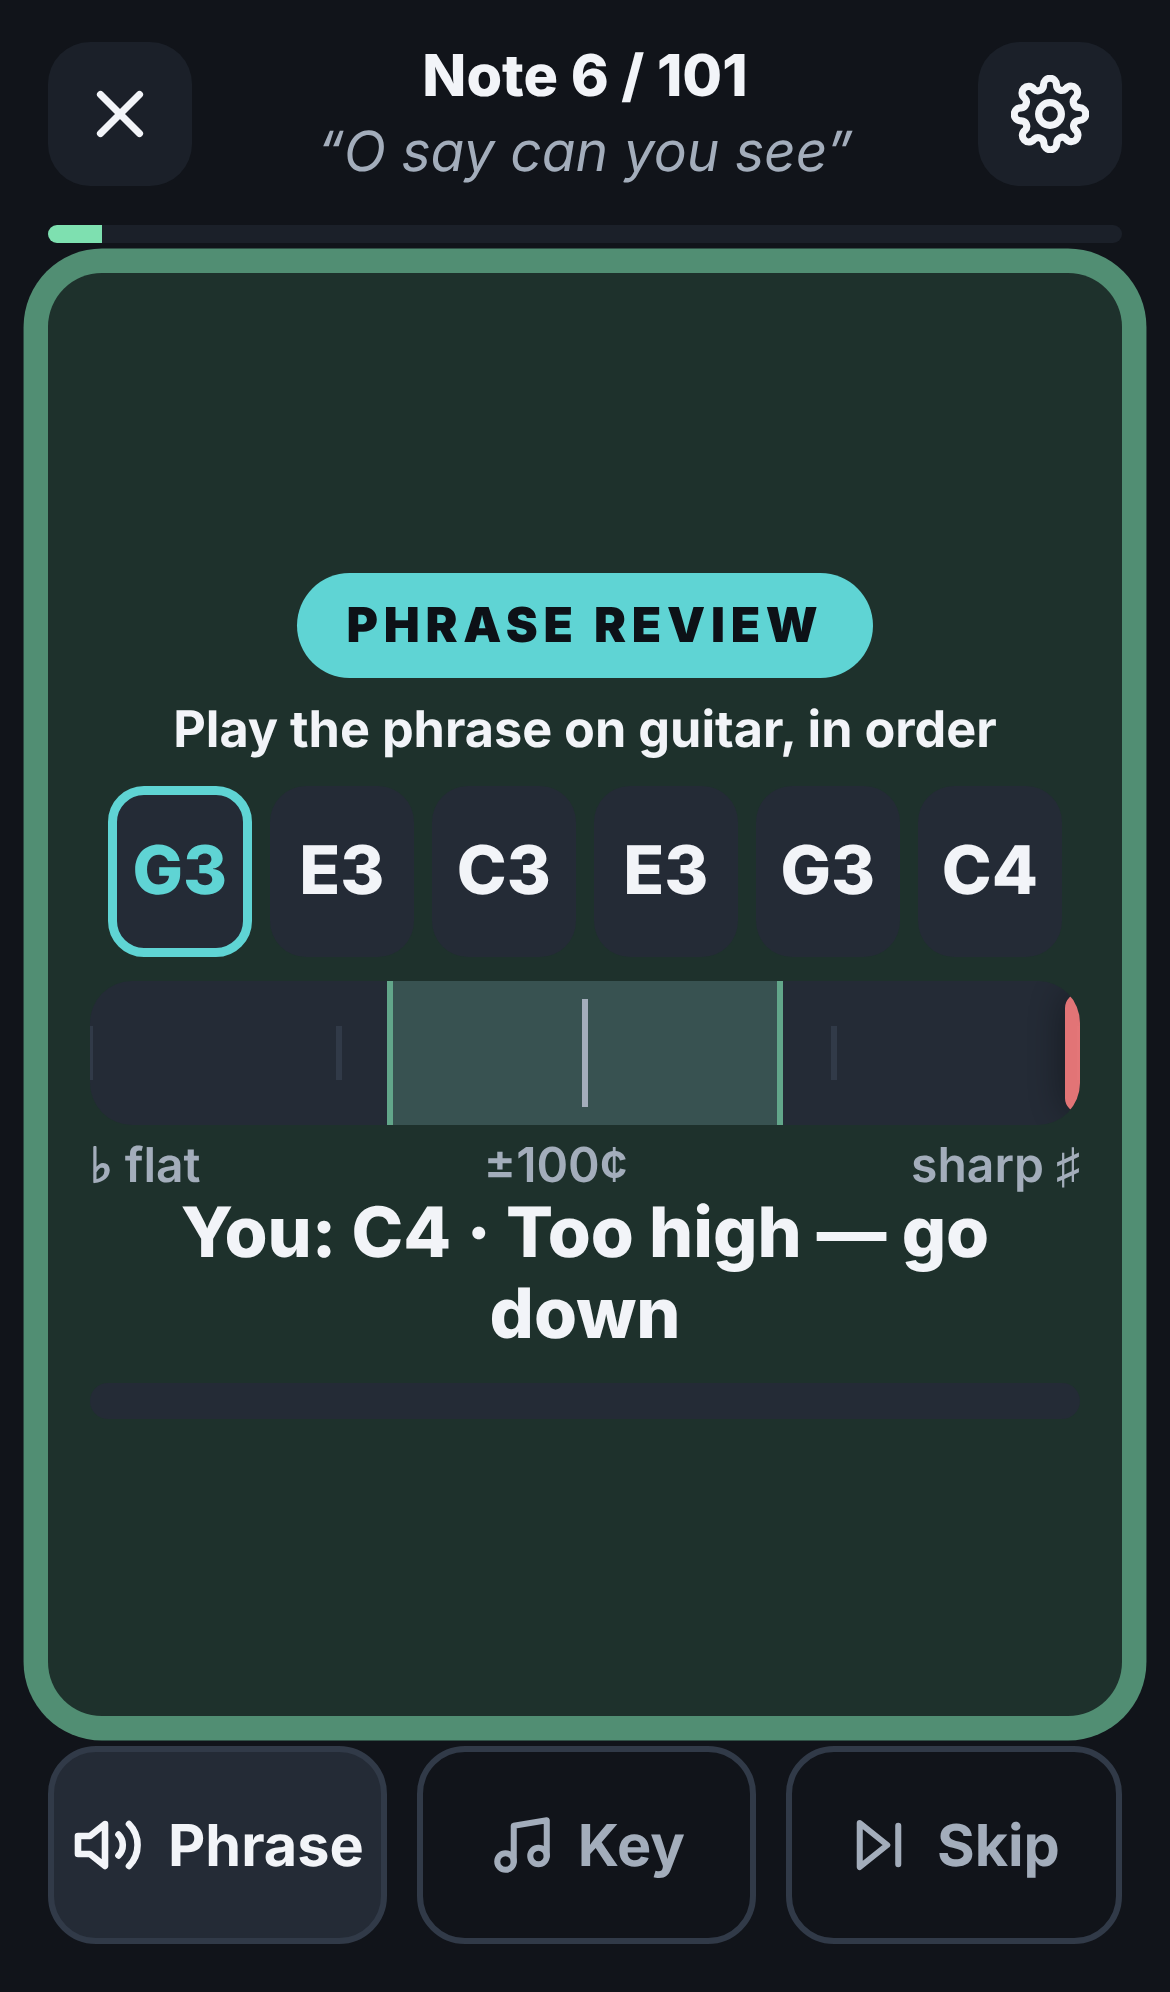 Note 6 / 101
“O say can you see”
PHRASE REVIEW
Play the phrase on guitar, in order
G3 E3 C3 E3 G3 C4
♭ flat ±100¢ sharp ♯
You: C4 · Too high — go
down
Phrase Key Skip